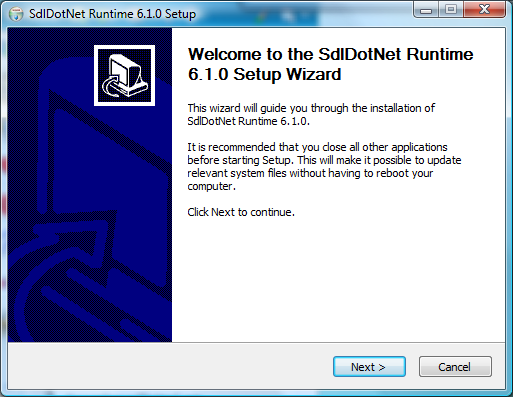 SdlDotNet Runtime 6.1.0 Setup
Welcome to the SdlDotNet Runtime
6.1.0 Setup Wizard
This wizard will guide you through the installation of
SdlDotNet Runtime 6.1.0.
It is recommended that you close all other applications
before starting Setup. This will make it possible to update
relevant system files without having to reboot your
computer.
Click Next to continue.
Next >
Cancel